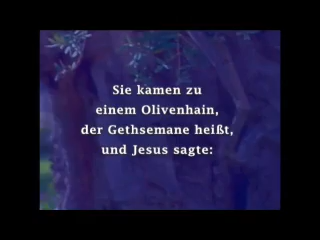 Sie kamen zu
einem Olivenhain,
der Gethsemane heißt,
und Jesus sagte: